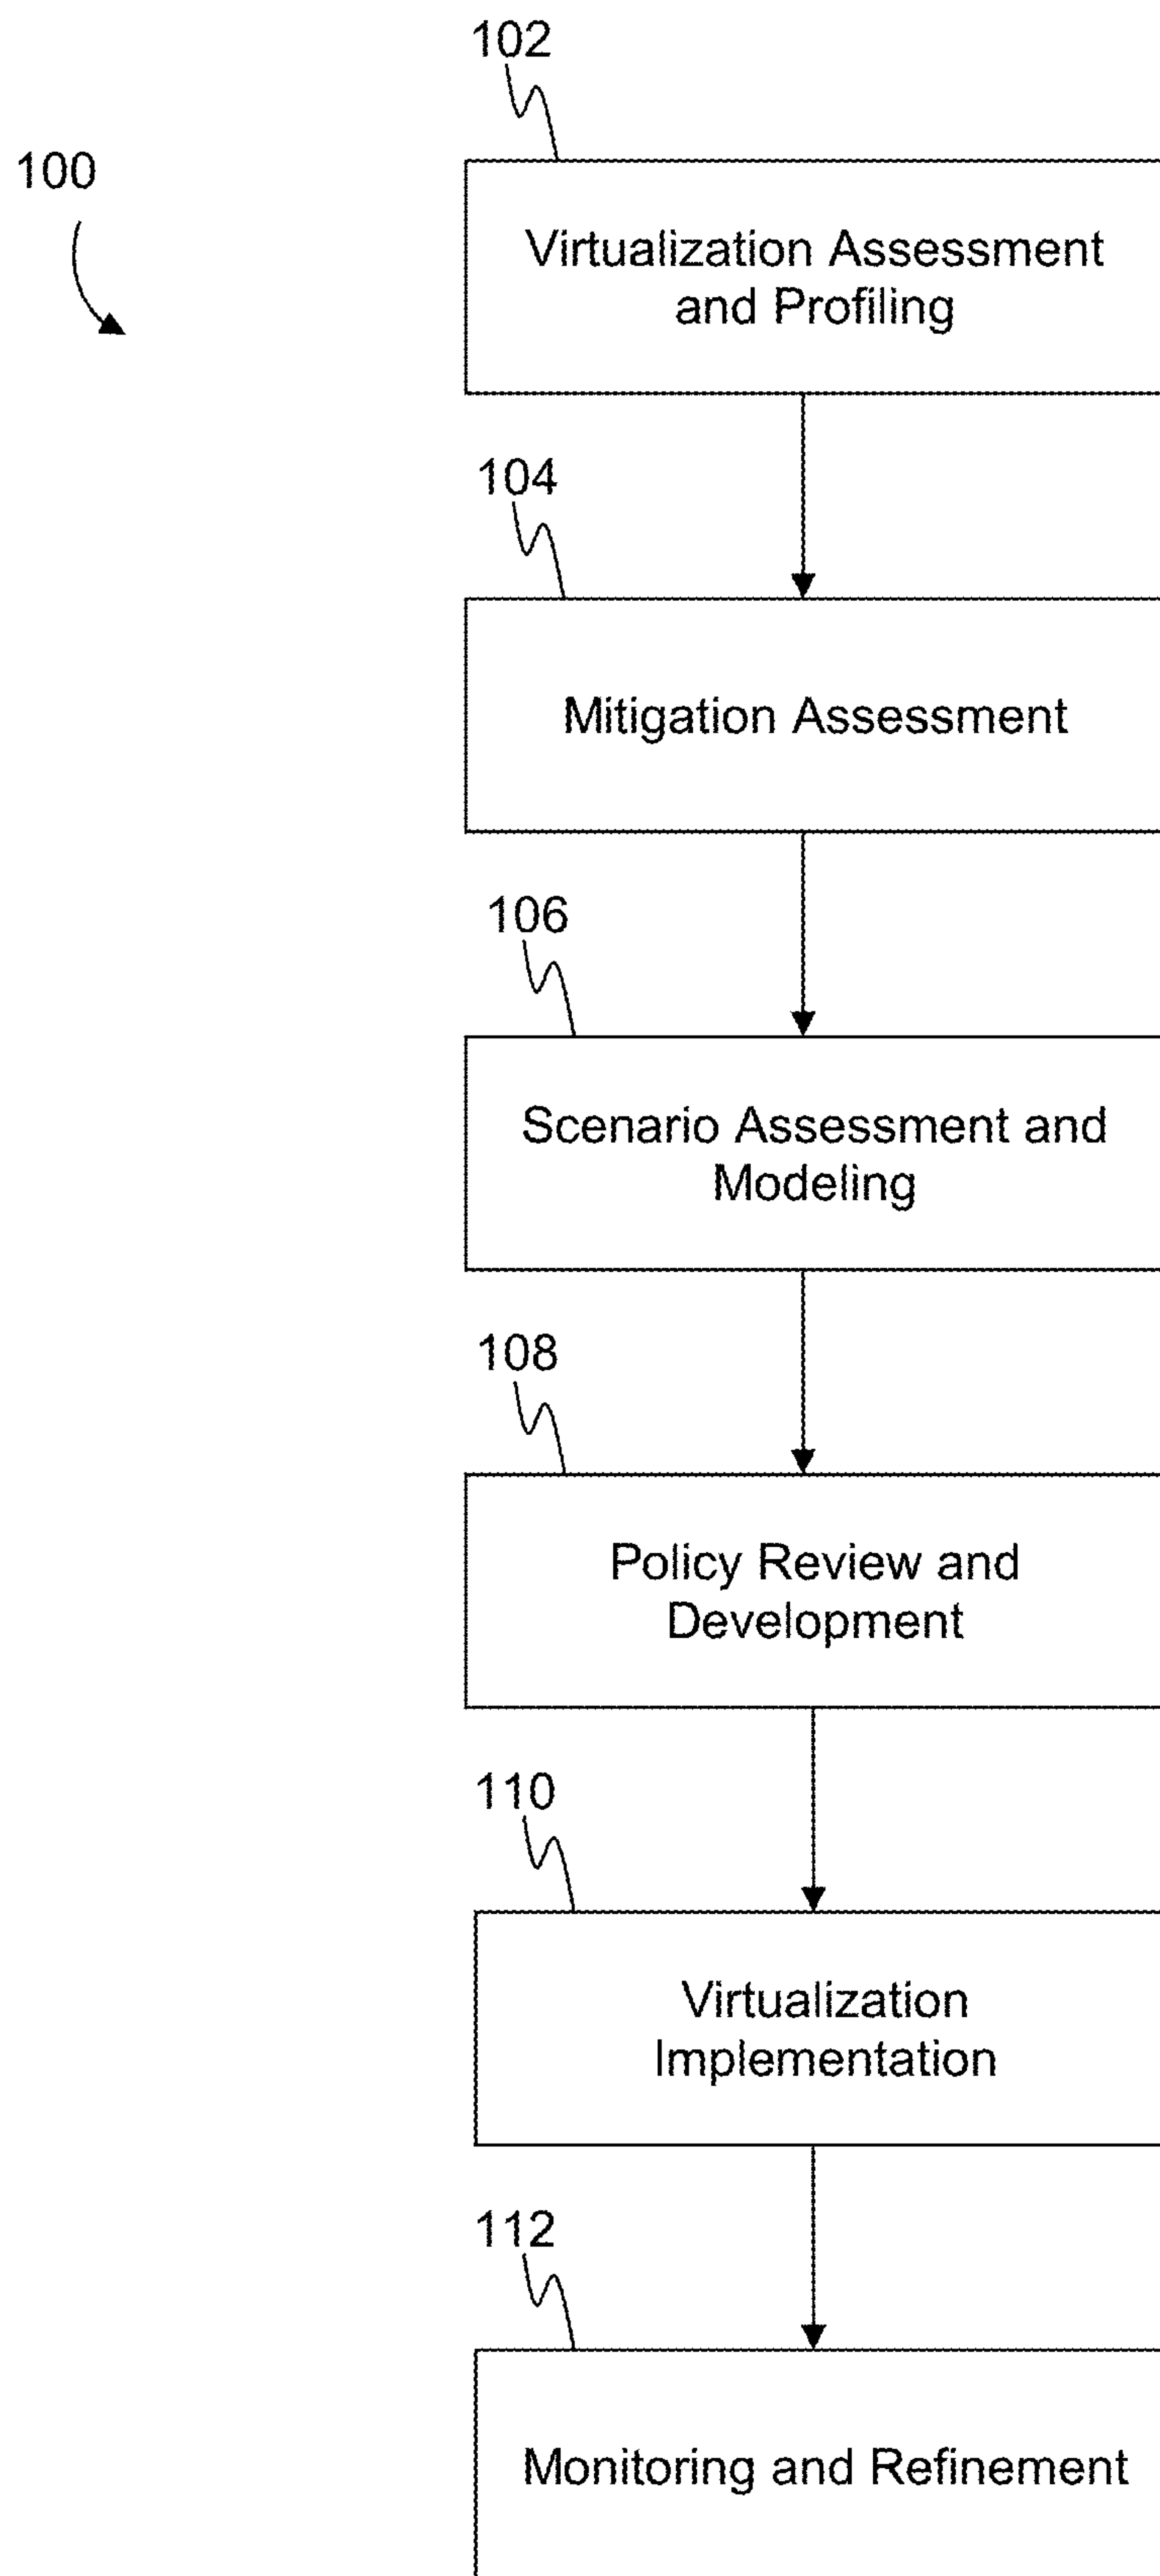 102
100
Virtualization Assessment
and Profiling
104
Mitigation Assessment
106
Scenario Assessment and
Modeling
108
Policy Review and
Development
110
Virtualization
Implementation
112
Monitoring and Refinement